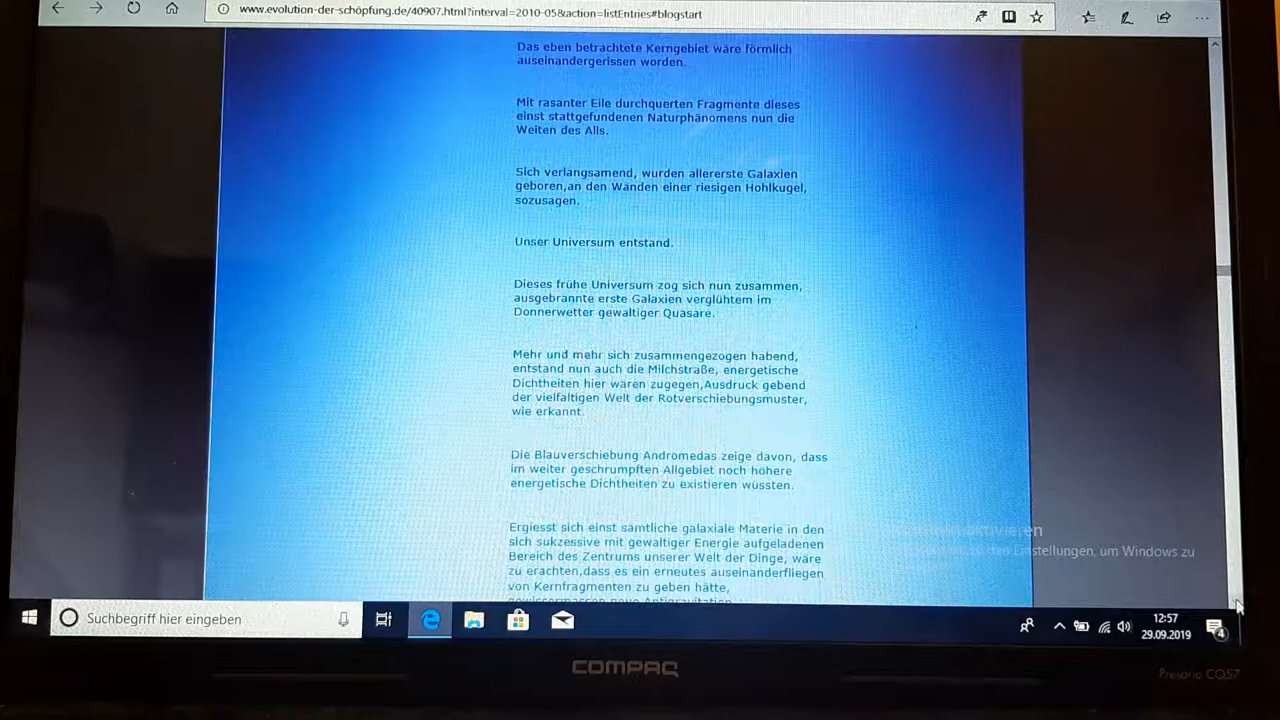 www.evolution-der-schöpfung.de/40907.html?interval=2010-05&action=listEntries#blogstart
Das eben betrachtete Kerngebiet wäre förmlich
auseinandergerissen worden.
Mit rasanter Eile durchquerten Fragmente dieses
einst stattgefundenen Naturphänomens nun die
Weiten des Alls.
Sich verlangsamend, wurden allererste Galaxien
geboren,an den Wänden einer riesigen Hohlkugel,
sozusagen.
Unser Universum entstand.
Dieses frühe Universum zog sich nun zusammen,
ausgebrannte erste Galaxien verglühtem im
Donnerwetter gewaltiger Quasare.
Mehr und mehr sich zusammengezogen habend,
entstand nun auch die Milchstraße, energetische
Dichtheiten hier wären zugegen,Ausdruck gebend
der vielfältigen Welt der Rotverschiebungsmuster,
wie erkannt.
Die Blauverschiebung Andromedas zeige davon, dass
im weiter geschrumpften Allgebiet noch höhere
energetische Dichtheiten zu existieren wüssten.
Ergiesst sich einst sämtliche galaxiale Materie in den
sich sukzessive mit gewaltiger Energie aufgeladenen
Bereich des Zentrums unserer Welt der Dinge, wäre
zu erachten,dass es ein erneutes auseinanderfliegen
von Kernfragmenten zu geben hätte,
gewissermassen neue Antigravitation
aktivieren
zu den Einstellungen, um Windows zu
Suchbegriff hier eingeben
12:57
29.09.2019
4
COMPAQ
Presario CQ57